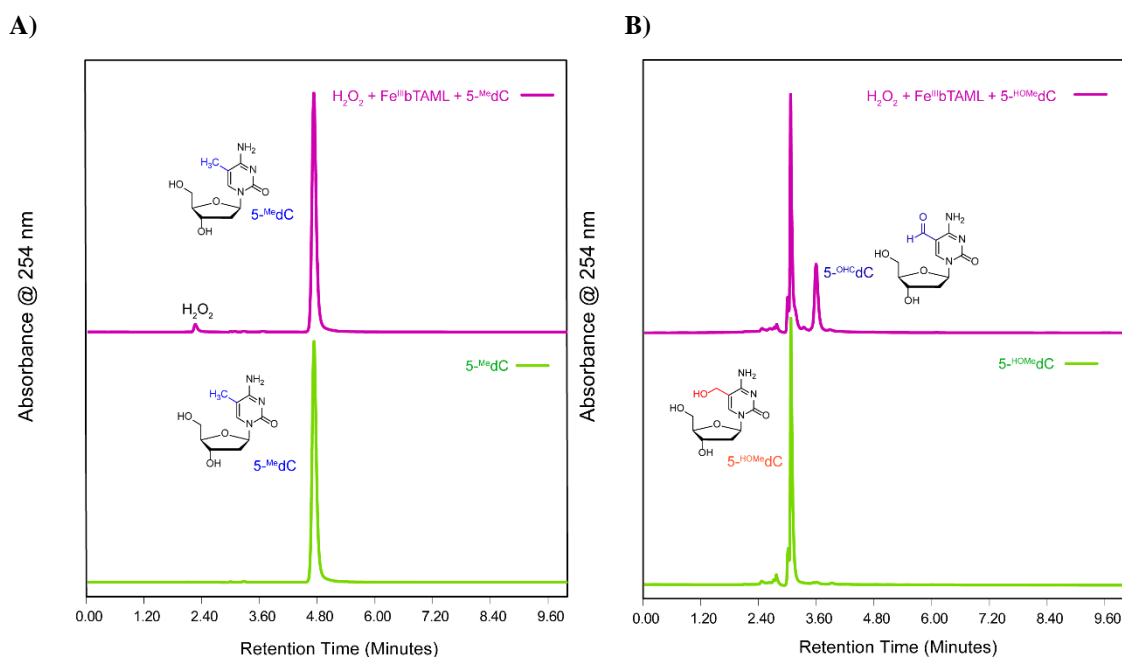 A)
H₂O₂ + Feᴵᴵᴵ bTAML + 5-ᴹᵉdC
NH₂
H₃C
N
N
O
HO
O
OH
5-ᴹᵉdC
H₂O₂
5-ᴹᵉdC
NH₂
H₃C
N
N
O
HO
O
OH
5-ᴹᵉdC
Absorbance @ 254 nm
0.00 1.20 2.40 3.60 4.80 6.00 7.20 8.40 9.60
Retention Time (Minutes)
B)
H₂O₂ + Feᴵᴵᴵ bTAML + 5-ᴴᴼᴹᵉdC
O
NH₂
H
N
N
O
HO
O
OH
5-ᴼᴴᶜdC
5-ᴴᴼᴹᵉdC
HO
NH₂
N
N
O
HO
O
OH
5-ᴴᴼᴹᵉdC
Absorbance @ 254 nm
0.00 1.20 2.40 3.60 4.80 6.00 7.20 8.40 9.60
Retention Time (Minutes)